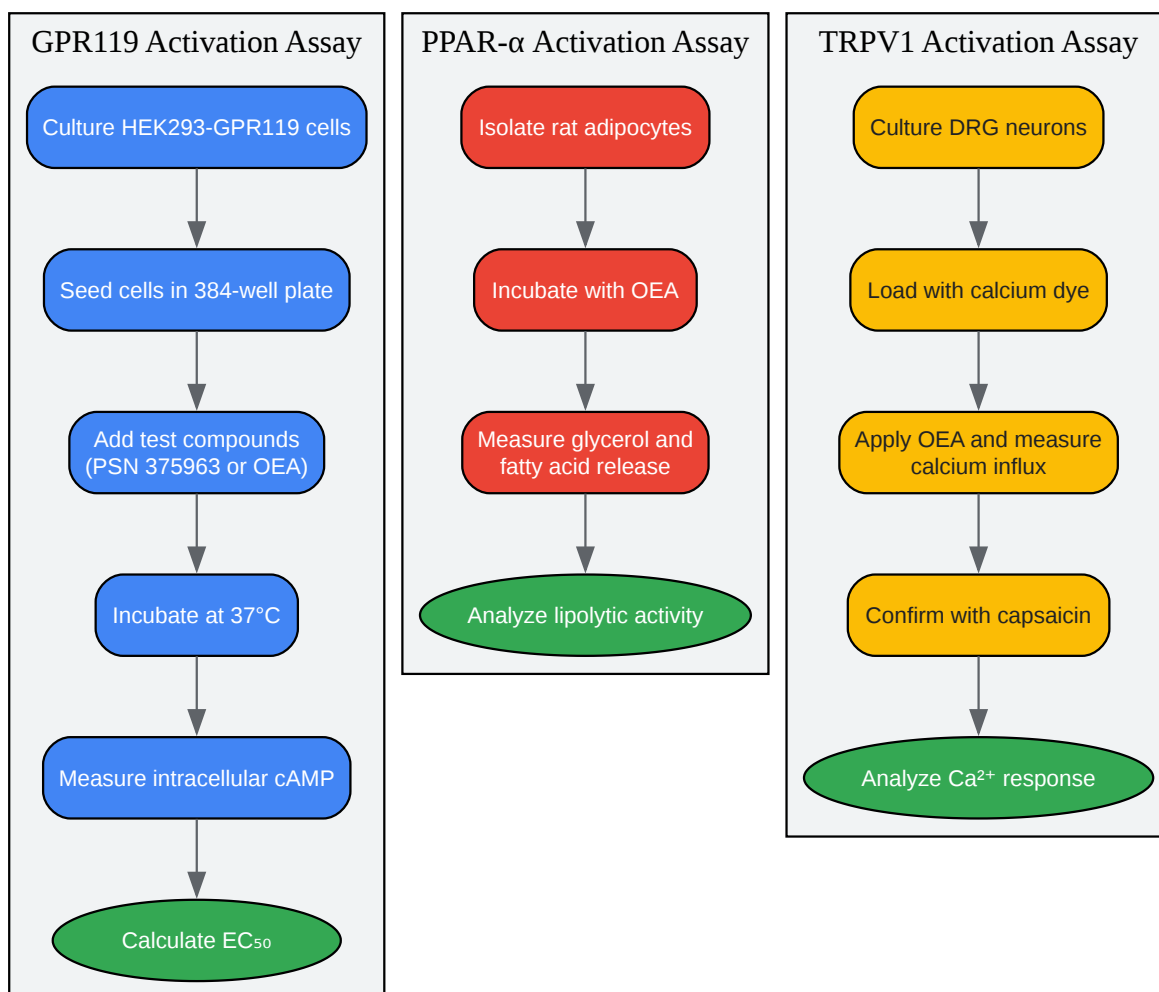 GPR119 Activation Assay
Culture HEK293-GPR119 cells
Seed cells in 384-well plate
Add test compounds
(PSN 375963 or OEA)
Incubate at 37°C
Measure intracellular cAMP
Calculate EC₅₀
PPAR-α Activation Assay
Isolate rat adipocytes
Incubate with OEA
Measure glycerol and
fatty acid release
Analyze lipolytic activity
TRPV1 Activation Assay
Culture DRG neurons
Load with calcium dye
Apply OEA and measure
calcium influx
Confirm with capsaicin
Analyze Ca²⁺ response